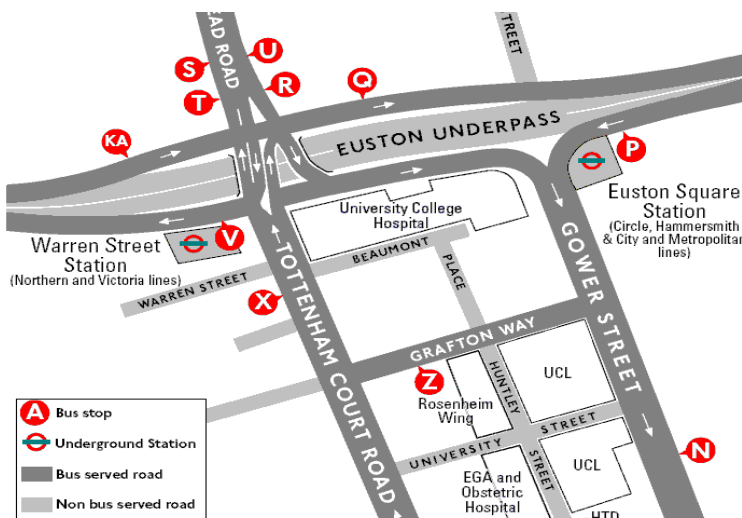 EAD ROAD
STREET
U
S
R
Q
T
KA
EUSTON UNDERPASS
P
Euston Square
Station
(Circle, Hammersmith
& City and Metropolitan
lines)
University College
Hospital
V
Warren Street
Station
(Northern and Victoria lines)
BEAUMONT
PLACE
WARREN STREET
GOWER STREET
X
TOTTENHAM COURT ROAD
GRAFTON WAY
Z
Rosenheim
Wing
HUNTLEY
STREET
UCL
UNIVERSITY STREET
N
UCL
EGA and
Obstetric
Hospital
HTD
A Bus stop
Underground Station
Bus served road
Non bus served road